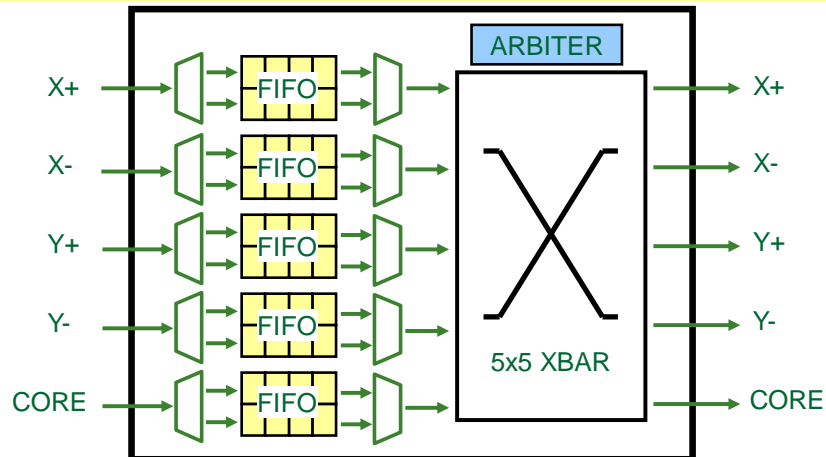 ARBITER
X+
FIFO
X+
X-
FIFO
X-
Y+
FIFO
Y+
Y-
FIFO
Y-
5x5 XBAR
CORE
FIFO
CORE